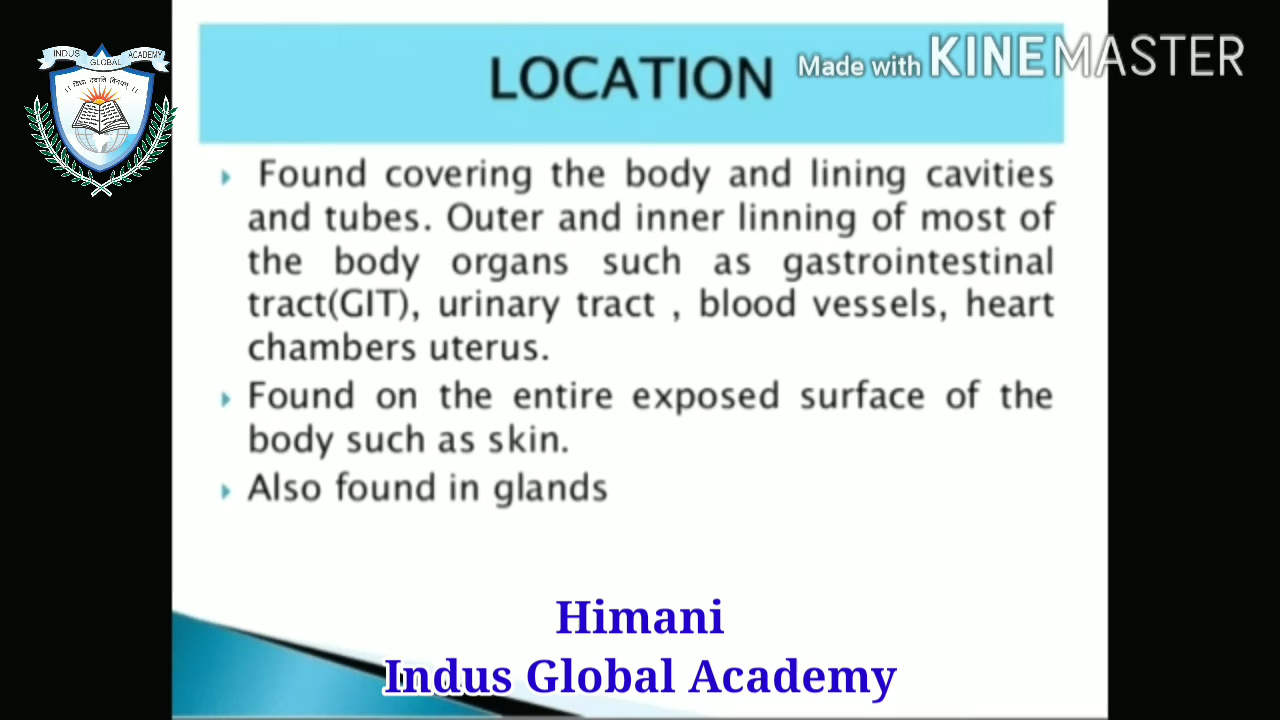 INDUS GLOBAL ACADEMY
LOCATION
Made with KINEMASTER
Found covering the body and lining cavities
and tubes. Outer and inner linning of most of
the body organs such as gastrointestinal
tract(GIT), urinary tract , blood vessels, heart
chambers uterus.
Found on the entire exposed surface of the
body such as skin.
Also found in glands
Himani
Indus Global Academy